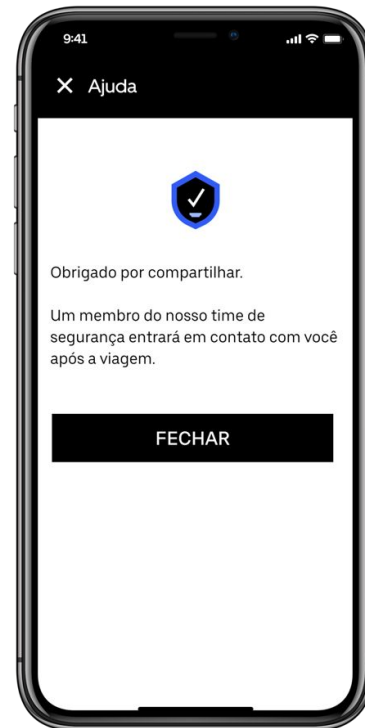 9:41
Ajuda
Obrigado por compartilhar.
Um membro do nosso time de
segurança entrará em contato com você
após a viagem.
FECHAR